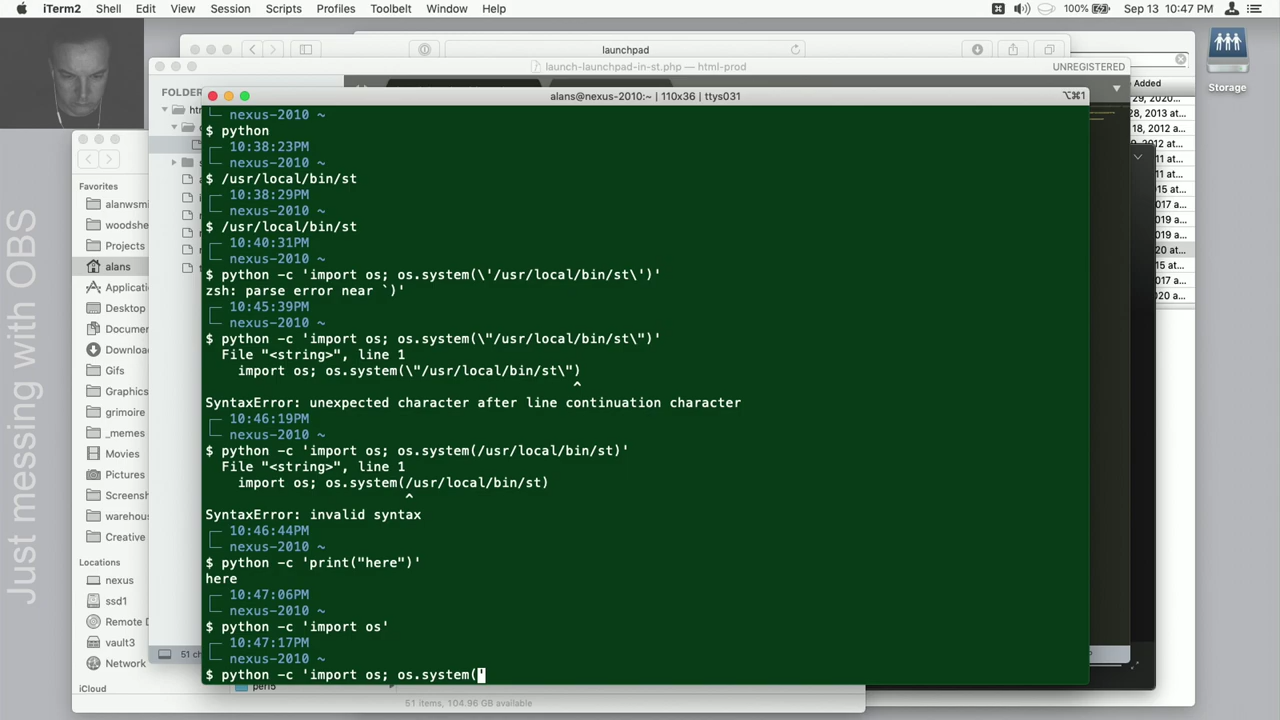 iTerm2 Shell Edit View Session Scripts Profiles Toolbelt Window Help 100% Sep 13 10:47 PM
launchpad
launch-launchpad-in-st.php — html-prod UNREGISTERED
alans@nexus-2010:~ | 110x36 | ttys031 ⌥⌘1
nexus-2010 ~
$ python
10:38:23PM
nexus-2010 ~
$ /usr/local/bin/st
10:38:29PM
nexus-2010 ~
$ /usr/local/bin/st
10:40:31PM
nexus-2010 ~
$ python -c 'import os; os.system(\'/usr/local/bin/st\')'
zsh: parse error near `)'
10:45:39PM
nexus-2010 ~
$ python -c 'import os; os.system(\"/usr/local/bin/st\")'
File "<string>", line 1
import os; os.system(\"/usr/local/bin/st\")
^
SyntaxError: unexpected character after line continuation character
10:46:19PM
nexus-2010 ~
$ python -c 'import os; os.system(/usr/local/bin/st)'
File "<string>", line 1
import os; os.system(/usr/local/bin/st)
^
SyntaxError: invalid syntax
10:46:44PM
nexus-2010 ~
$ python -c 'print("here")'
here
10:47:06PM
nexus-2010 ~
$ python -c 'import os'
10:47:17PM
nexus-2010 ~
$ python -c 'import os; os.system('
FOLDER
Favorites
alanwsmi
woodshe
Projects
alans
Applicati
Desktop
Docume
Downloa
Gifs
Graphics
grimoire
_memes
Movies
Pictures
Screensh
warehou
Creative
Locations
nexus
ssd1
Remote D
vault3
Network
iCloud
51 items, 104.96 GB available
Added
28, 2013 at...
18, 2012 at...
Storage
Just messing with OBS